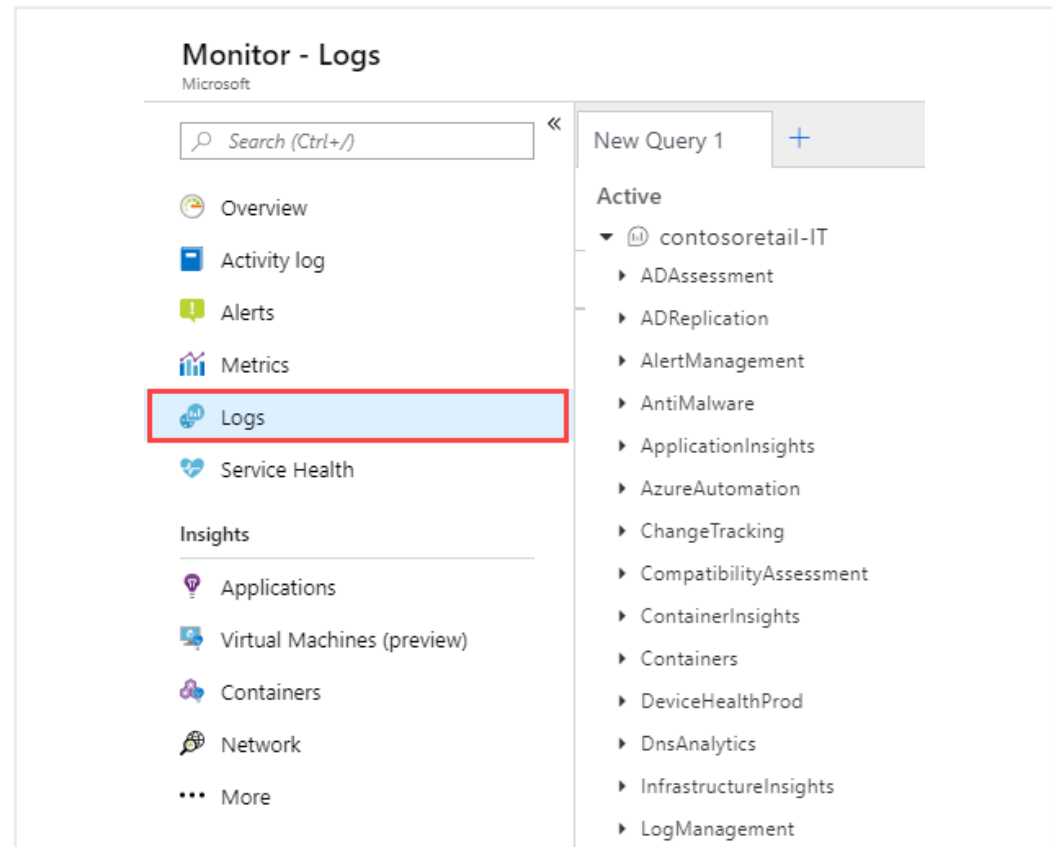 Monitor - Logs
Microsoft
Search (Ctrl+/)
Overview
Activity log
Alerts
Metrics
Logs
Service Health
Insights
Applications
Virtual Machines (preview)
Containers
Network
More
New Query 1
Active
contosoretail-IT
ADAssessment
ADReplication
AlertManagement
AntiMalware
ApplicationInsights
AzureAutomation
ChangeTracking
CompatibilityAssessment
ContainerInsights
Containers
DeviceHealthProd
DnsAnalytics
InfrastructureInsights
LogManagement